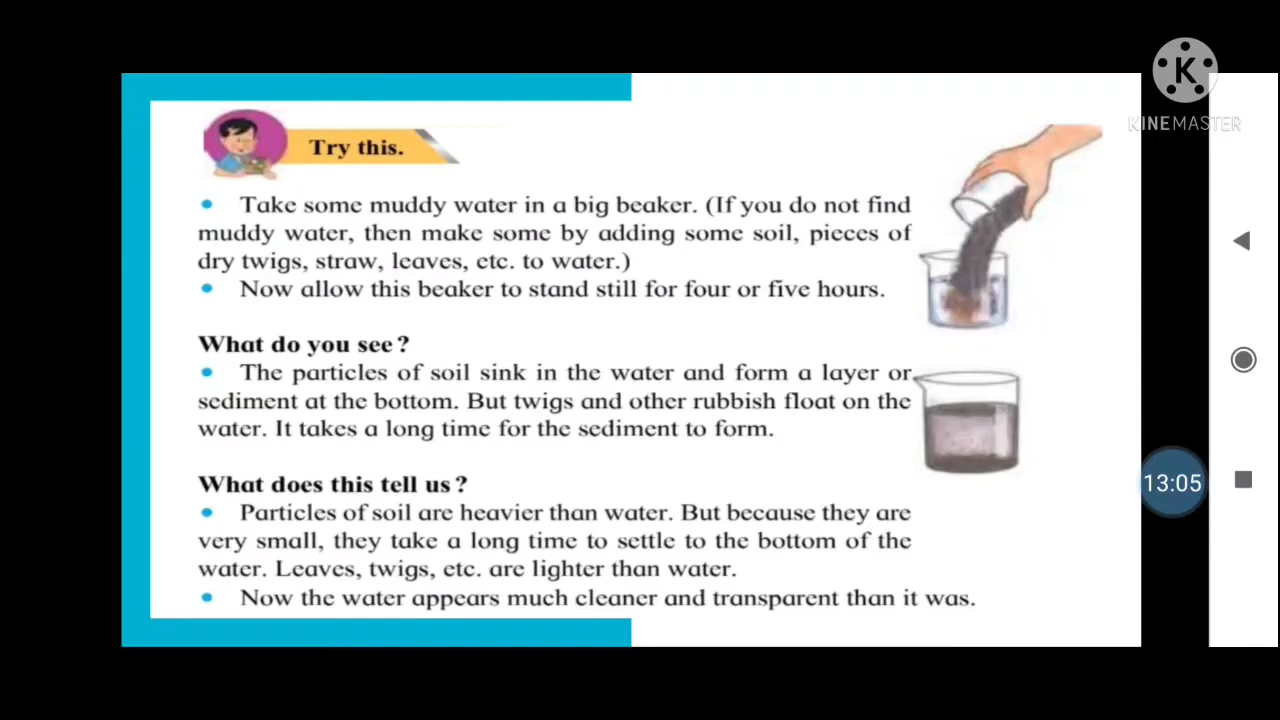 KINEMASTER
Try this.
• Take some muddy water in a big beaker. (If you do not find
muddy water, then make some by adding some soil, pieces of
dry twigs, straw, leaves, etc. to water.)
• Now allow this beaker to stand still for four or five hours.
What do you see?
• The particles of soil sink in the water and form a layer or
sediment at the bottom. But twigs and other rubbish float on the
water. It takes a long time for the sediment to form.
What does this tell us?
• Particles of soil are heavier than water. But because they are
very small, they take a long time to settle to the bottom of the
water. Leaves, twigs, etc. are lighter than water.
• Now the water appears much cleaner and transparent than it was.
13:05